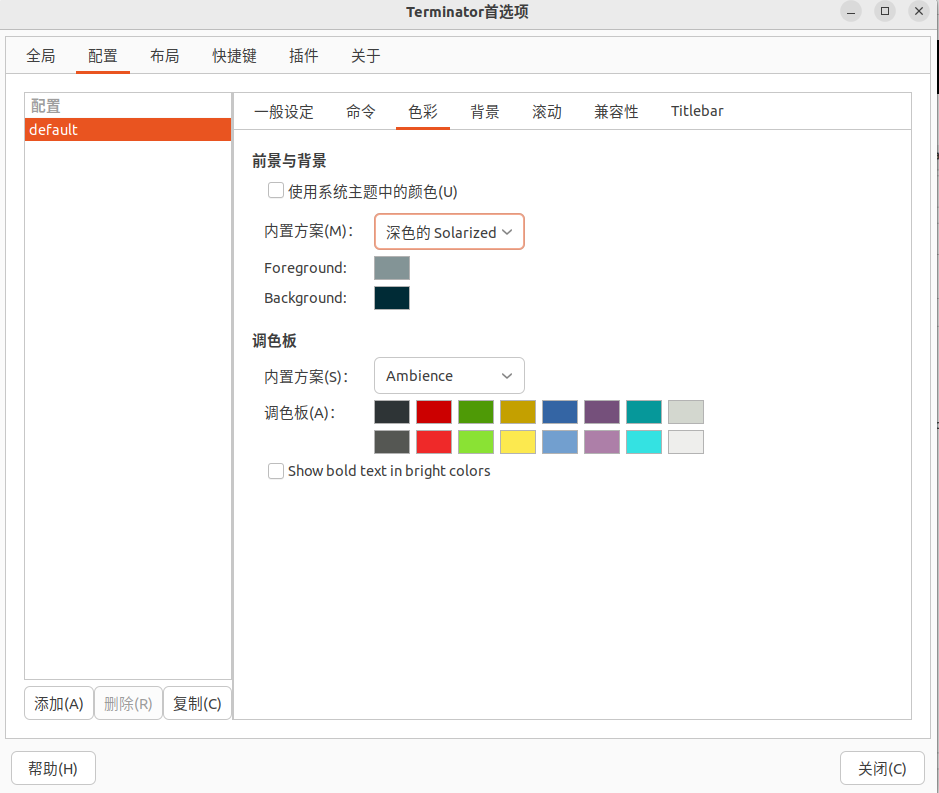 Terminator首选项
全局 配置 布局 快捷键 插件 关于
配置
default
一般设定 命令 色彩 背景 滚动 兼容性 Titlebar
前景与背景
使用系统主题中的颜色(U)
内置方案(M)： 深色的 Solarized
Foreground:
Background:
调色板
内置方案(S)： Ambience
调色板(A)：
Show bold text in bright colors
添加(A) 删除(R) 复制(C)
帮助(H) 关闭(C)